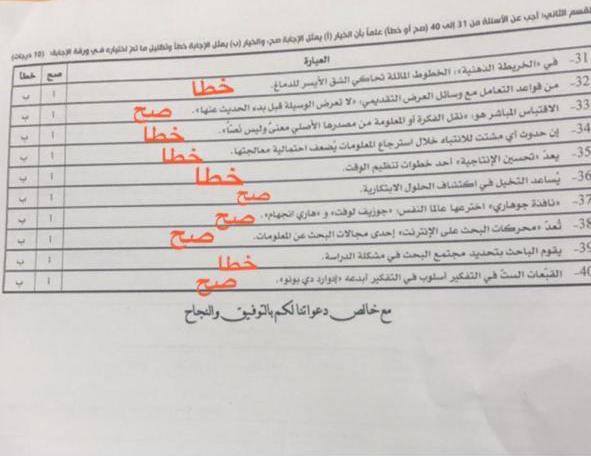 القسم الثاني: أجب عن الأسئلة من 31 إلى 40 (صح أو خطأ) علماً بأن الخيار (أ) يمثل الإجابة صح، والخيار (ب) يمثل الإجابة خطأ وتظليل ما تم اختياره في ورقة الإجابة: (10 درجات)
العبارة صح خطأ
31- في «الخريطة الذهنية»، الخطوط المائلة تحاكي الشق الأيسر للدماغ. خطا أ ب
32- من قواعد التعامل مع وسائل العرض التقديمي: «لا تعرض الوسيلة قبل بدء الحديث عنها». صح أ ب
33- الاقتباس المباشر هو: «نقل الفكرة أو المعلومة من مصدرها الأصلي معنىً وليس نصاً». خطا أ ب
34- إن حدوث أي مشتت للانتباه خلال استرجاع المعلومات يُضعف احتمالية معالجتها. خطا أ ب
35- يعدّ «تحسين الإنتاجية» أحد خطوات تنظيم الوقت. خطا أ ب
36- يُساعد التخيل في اكتشاف الحلول الابتكارية. صح أ ب
37- «نافذة جوهاري» اخترعها عالما النفس: «جوزيف لوفت» و «هاري انجهام». صح أ ب
38- تُعدّ «محركات البحث على الإنترنت» إحدى مجالات البحث عن المعلومات. صح أ ب
39- يقوم الباحث بتحديد مجتمع البحث في مشكلة الدراسة. خطا أ ب
40- القبّعات الستّ في التفكير أسلوب في التفكير أبدعه «إدوارد دي بونو». صح أ ب
مع خالص دعواتنا لكم بالتوفيق والنجاح